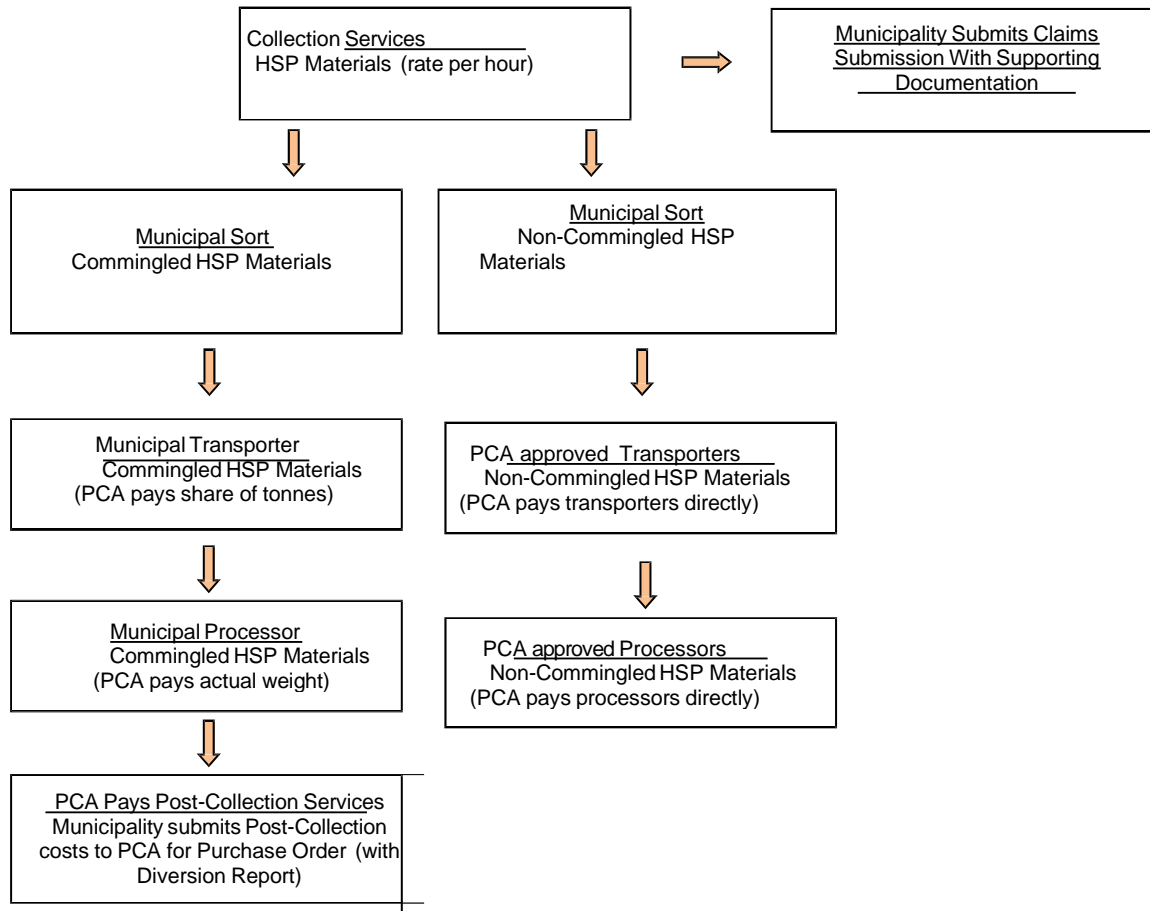 Collection Services
HSP Materials (rate per hour)
Municipality Submits Claims
Submission With Supporting
Documentation
Municipal Sort
Commingled HSP Materials
Municipal Sort
Non-Commingled HSP
Materials
Municipal Transporter
Commingled HSP Materials
(PCA pays share of tonnes)
PCA approved Transporters
Non-Commingled HSP Materials
(PCA pays transporters directly)
Municipal Processor
Commingled HSP Materials
(PCA pays actual weight)
PCA approved Processors
Non-Commingled HSP Materials
(PCA pays processors directly)
PCA Pays Post-Collection Services
Municipality submits Post-Collection
costs to PCA for Purchase Order (with
Diversion Report)